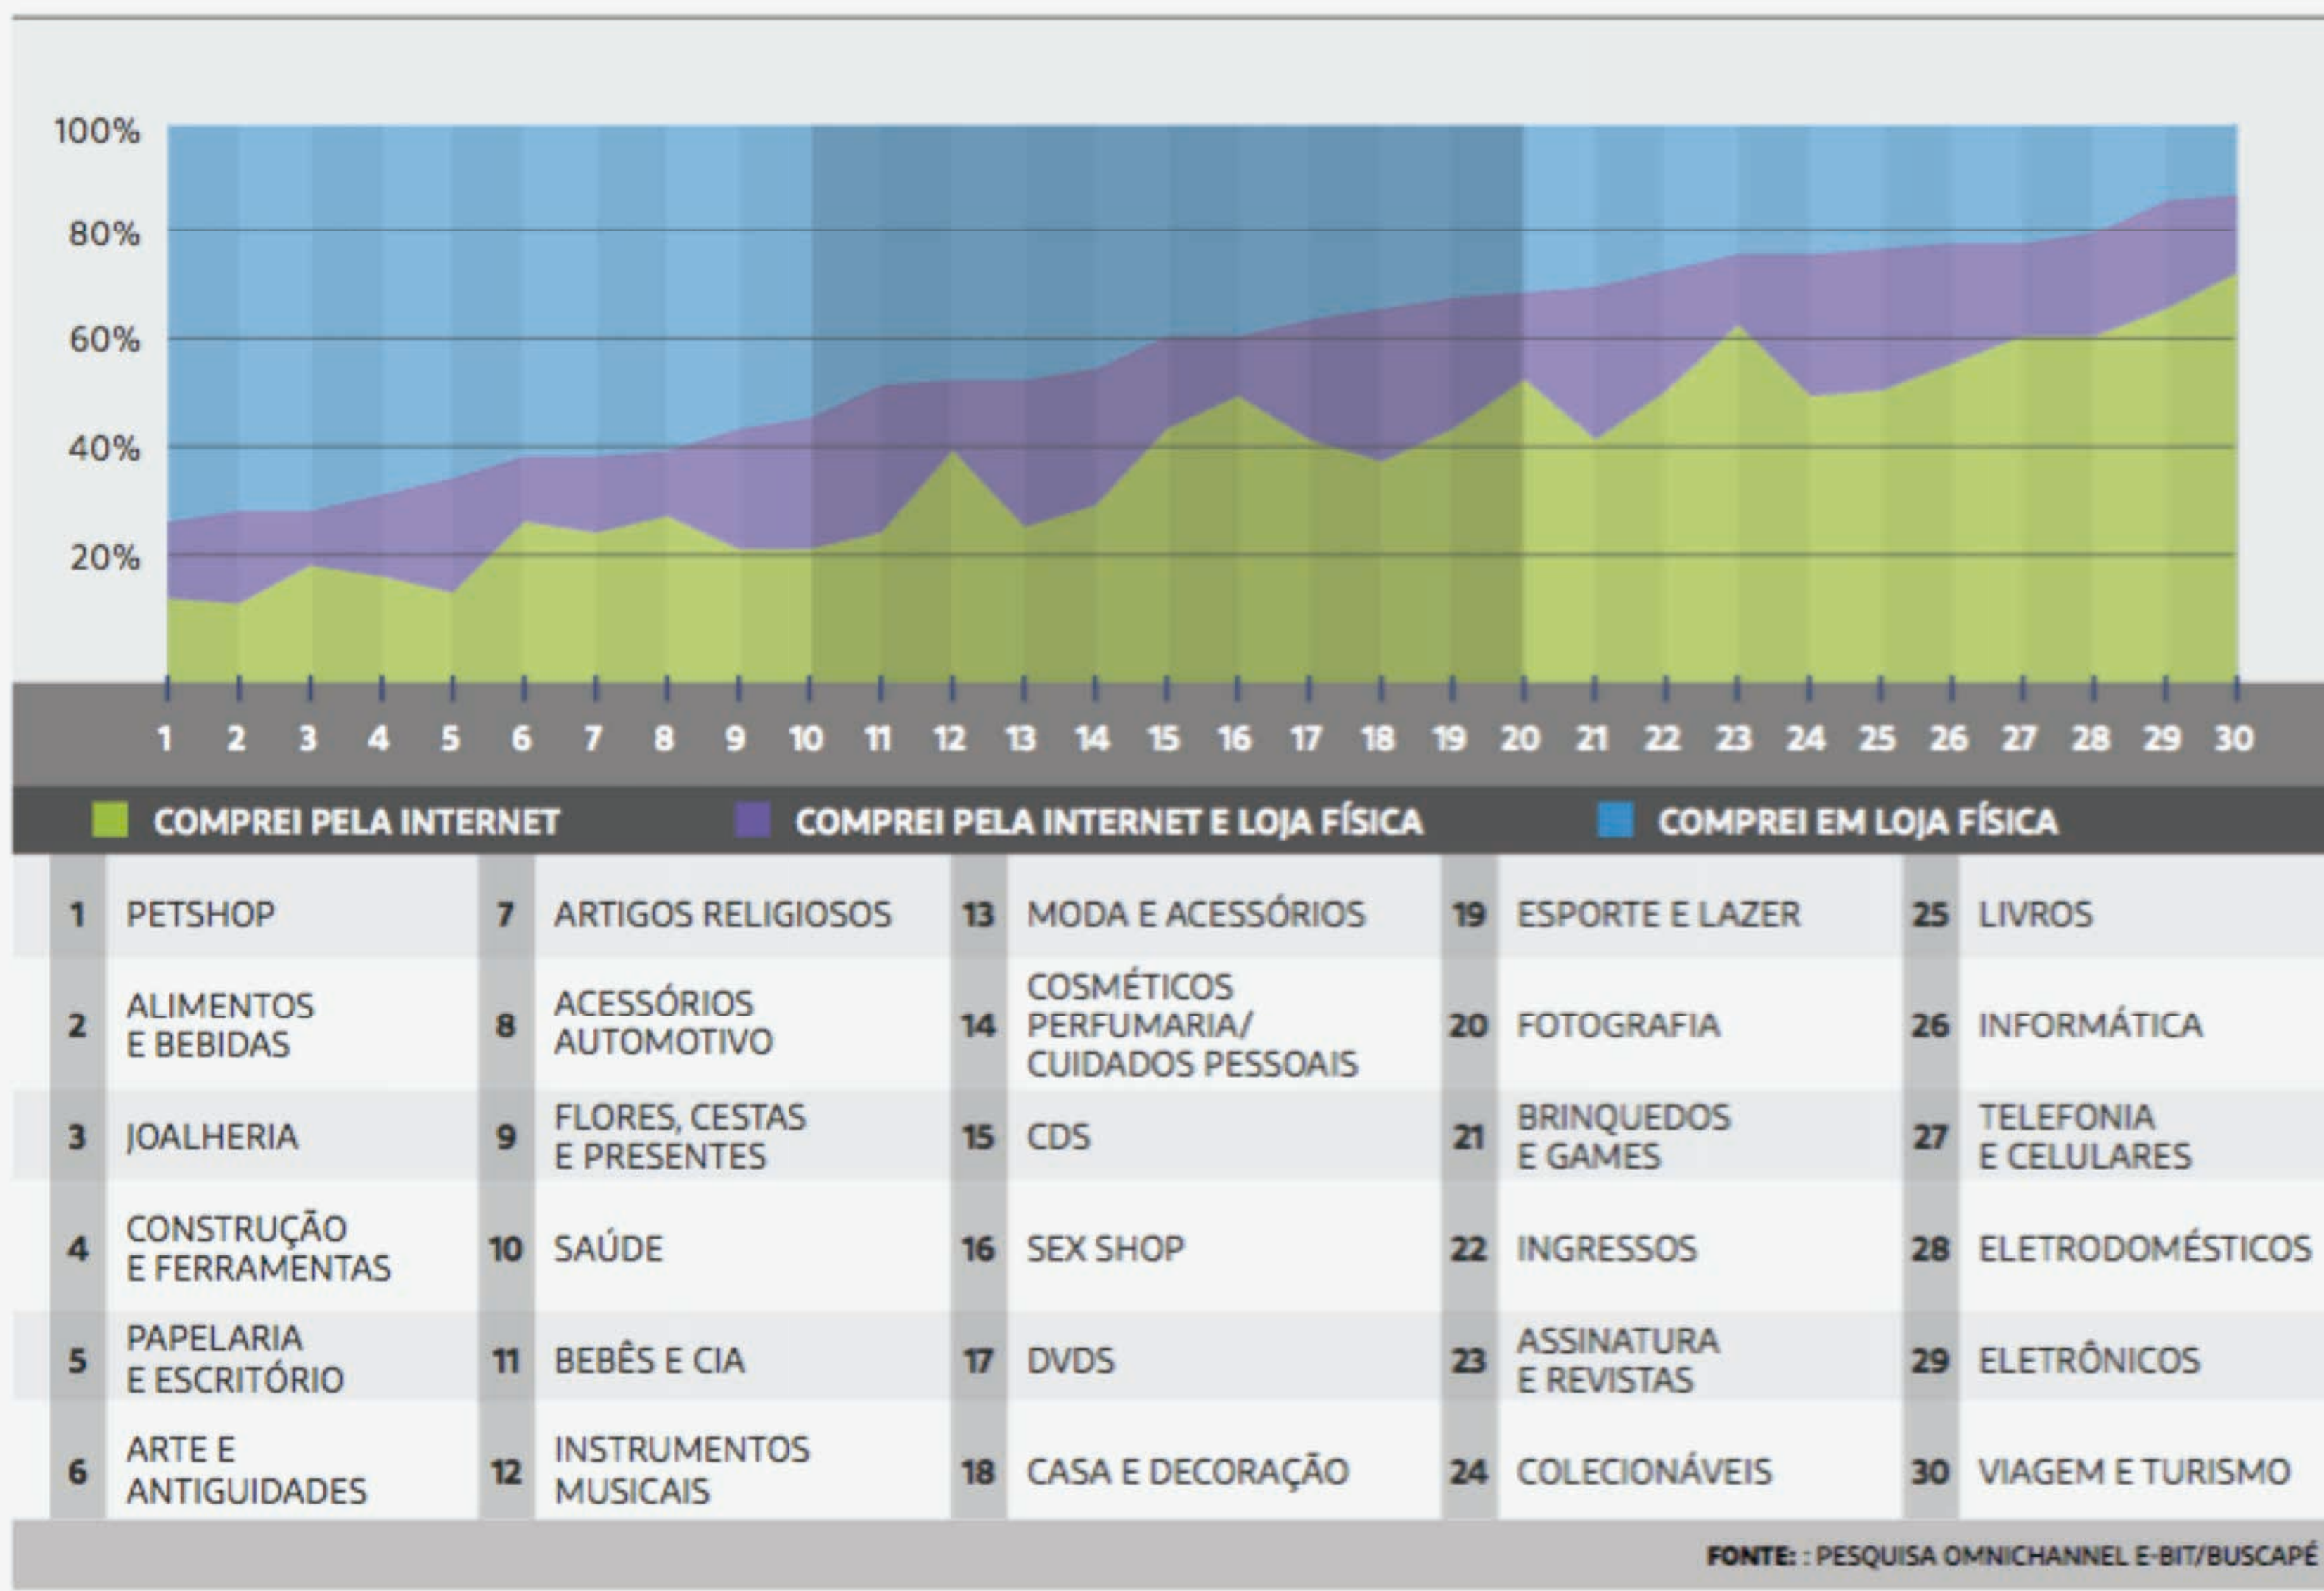 100%
80%
60%
40%
20%
1 2 3 4 5 6 7 8 9 10 11 12 13 14 15 16 17 18 19 20 21 22 23 24 25 26 27 28 29 30
COMPREI PELA INTERNET
COMPREI PELA INTERNET E LOJA FÍSICA
COMPREI EM LOJA FÍSICA
1 PETSHOP
2 ALIMENTOS
E BEBIDAS
3 JOALHERIA
4 CONSTRUÇÃO
E FERRAMENTAS
5 PAPELARIA
E ESCRITÓRIO
6 ARTE E
ANTIGUIDADES
7 ARTIGOS RELIGIOSOS
8 ACESSÓRIOS
AUTOMOTIVO
9 FLORES, CESTAS
E PRESENTES
10 SAÚDE
11 BEBÊS E CIA
12 INSTRUMENTOS
MUSICAIS
13 MODA E ACESSÓRIOS
14 COSMÉTICOS
PERFUMARIA/
CUIDADOS PESSOAIS
15 CDS
16 SEX SHOP
17 DVDS
18 CASA E DECORAÇÃO
19 ESPORTE E LAZER
20 FOTOGRAFIA
21 BRINQUEDOS
E GAMES
22 INGRESSOS
23 ASSINATURA
E REVISTAS
24 COLECIONÁVEIS
25 LIVROS
26 INFORMÁTICA
27 TELEFONIA
E CELULARES
28 ELETRODOMÉSTICOS
29 ELETRÔNICOS
30 VIAGEM E TURISMO
FONTE: : PESQUISA OMNICHANNEL E-BIT/BUSCAPÉ